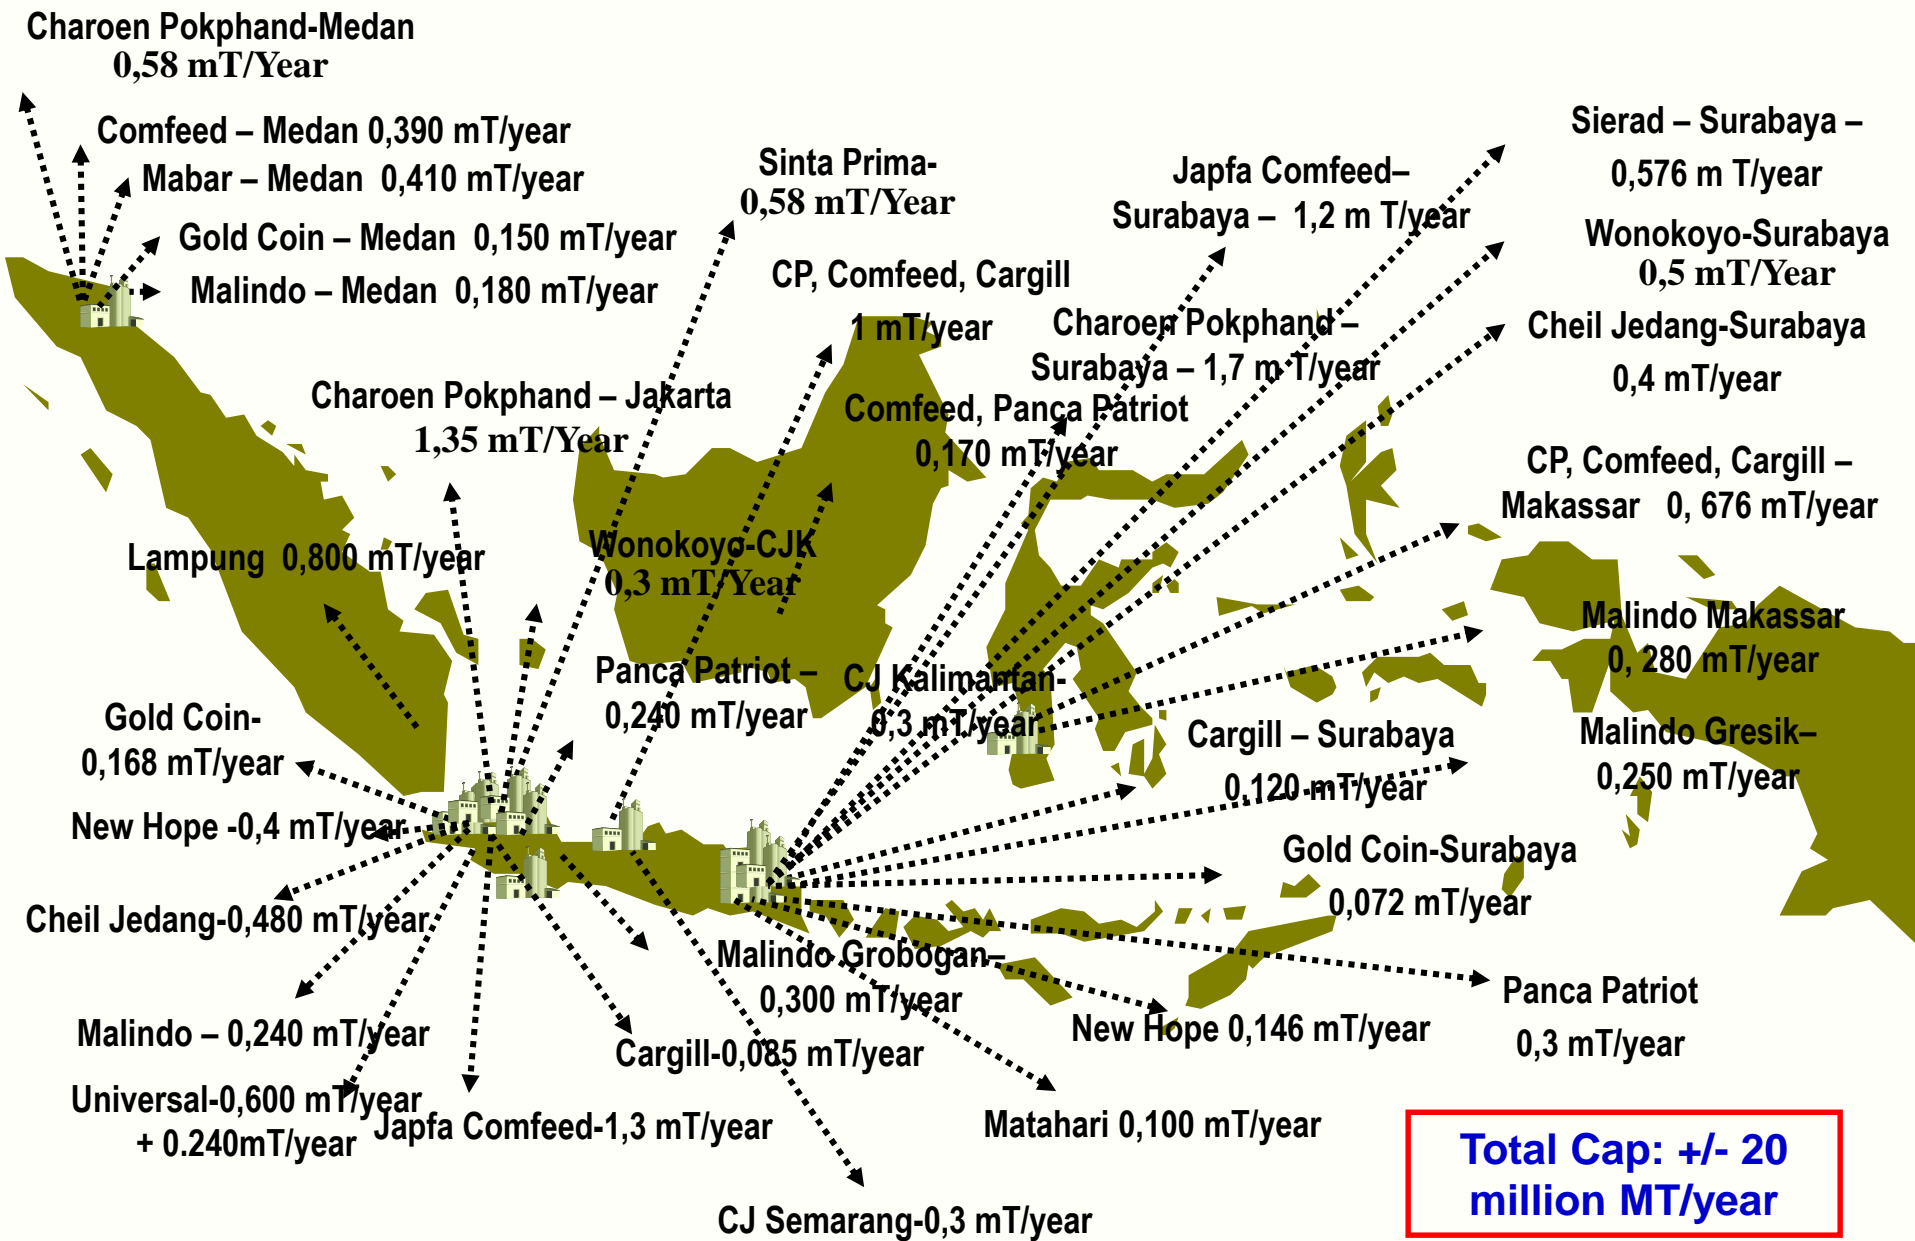 Charoen Pokphand-Medan
0,58 mT/Year
Comfeed – Medan 0,390 mT/year
Mabar – Medan 0,410 mT/year
Gold Coin – Medan 0,150 mT/year
Malindo – Medan 0,180 mT/year
Sinta Prima-
0,58 mT/Year
Japfa Comfeed–
Surabaya – 1,2 m T/year
Sierad – Surabaya –
0,576 m T/year
Wonokoyo-Surabaya
0,5 mT/Year
CP, Comfeed, Cargill
1 mT/year
Charoen Pokphand –
Surabaya – 1,7 m T/year
Cheil Jedang-Surabaya
0,4 mT/year
Charoen Pokphand – Jakarta
1,35 mT/Year
Comfeed, Panca Patriot
0,170 mT/year
CP, Comfeed, Cargill –
Makassar 0, 676 mT/year
Lampung 0,800 mT/year
Wonokoyo-CJK
0,3 mT/Year
Malindo Makassar
0, 280 mT/year
Panca Patriot –
0,240 mT/year
CJ Kalimantan-
0,3 mT/year
Gold Coin-
0,168 mT/year
Cargill – Surabaya
0,120 mT/year
Malindo Gresik–
0,250 mT/year
New Hope -0,4 mT/year
Gold Coin-Surabaya
0,072 mT/year
Cheil Jedang-0,480 mT/year
Malindo Grobogan–
0,300 mT/year
Panca Patriot
0,3 mT/year
Malindo – 0,240 mT/year
Cargill-0,085 mT/year
New Hope 0,146 mT/year
Universal-0,600 mT/year
+ 0.240mT/year
Japfa Comfeed-1,3 mT/year
Matahari 0,100 mT/year
CJ Semarang-0,3 mT/year
Total Cap: +/- 20
million MT/year